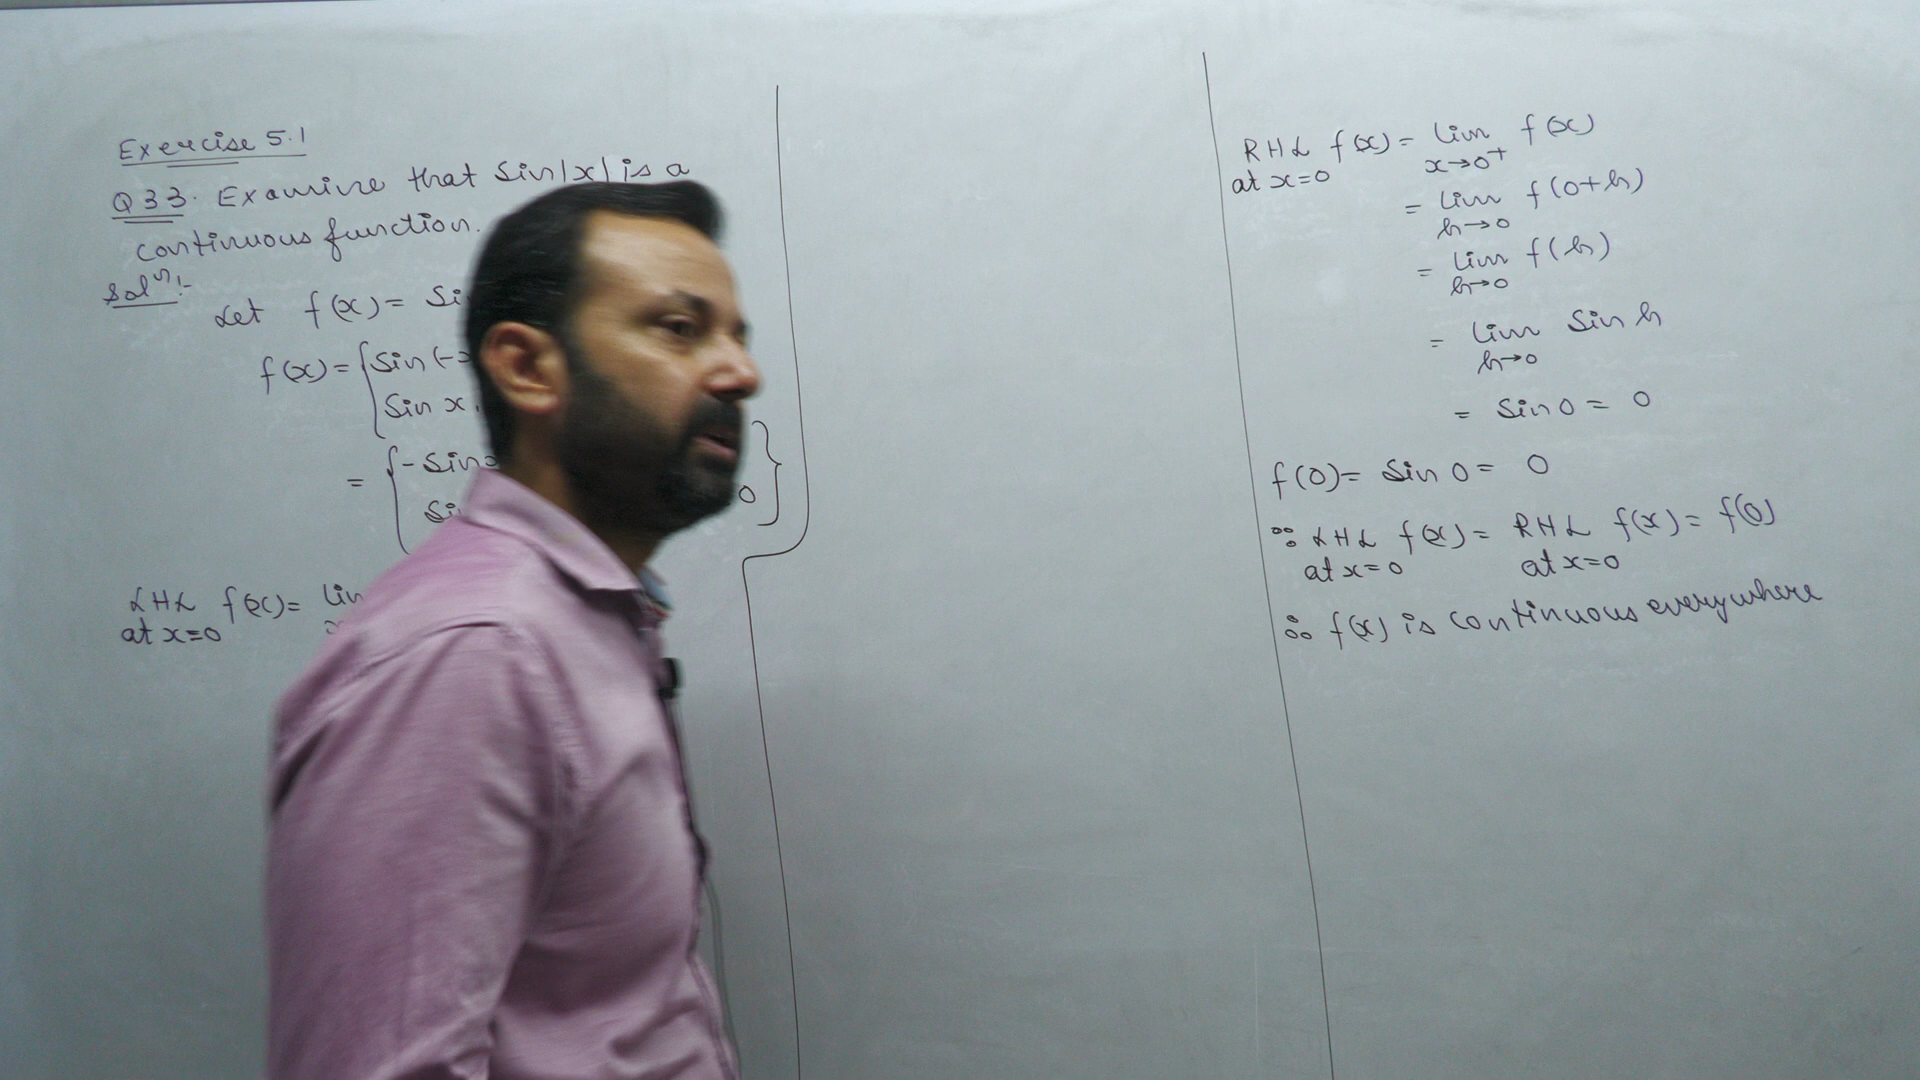 Exercise 5.1
Q 33. Examine that Sin|x| is a
continuous function.
Solⁿ:-
Let f(x) = Si
f(x) = { Sin(-x
Sin x,
= { -Sin
Si 0 }
LHL f(x) = lim
at x=0
RHL f(x) = lim f(x)
at x=0 x→0⁺
= lim f(0+h)
h→0
= lim f(h)
h→0
= lim Sin h
h→0
= Sin 0 = 0
f(0) = Sin 0 = 0
∵ LHL f(x) = RHL f(x) = f(0)
at x=0 at x=0
∴ f(x) is continuous everywhere